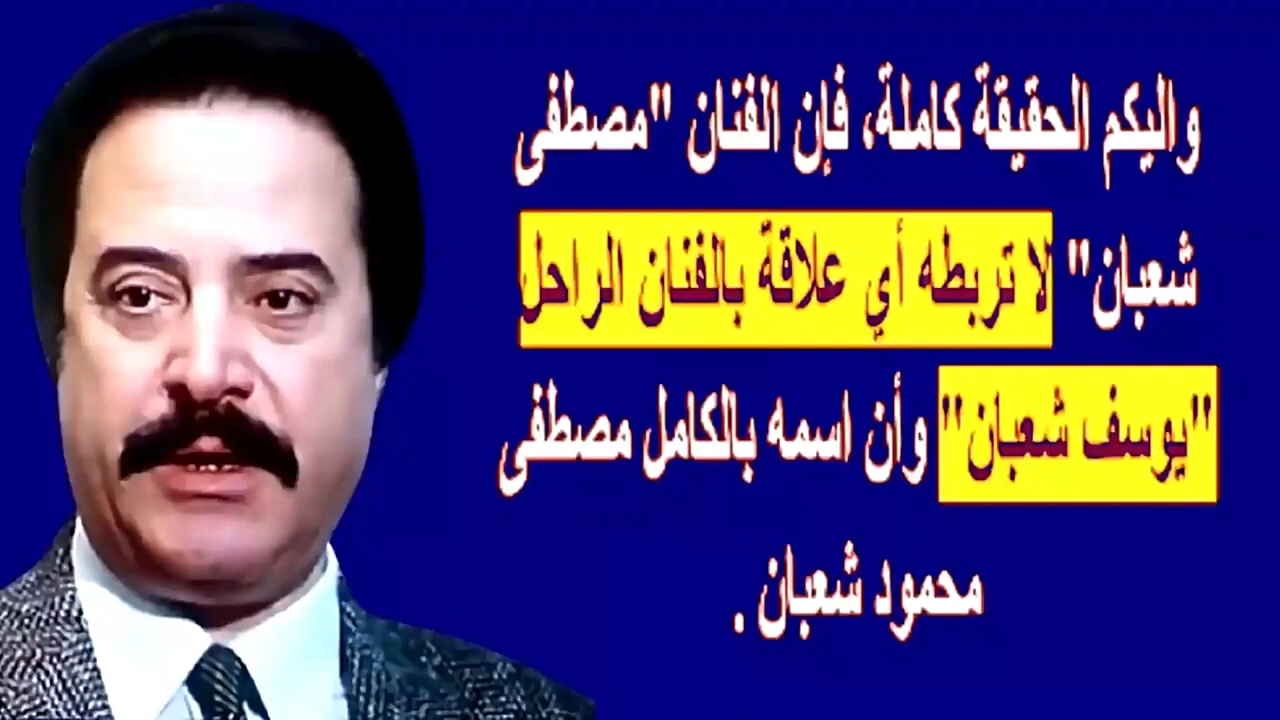 واليكم الحقيقة كاملة، فإن الفنان "مصطفى
شعبان" لا تربطه أي علاقة بالفنان الراحل
"يوسف شعبان" وأن اسمه بالكامل مصطفى
محمود شعبان .